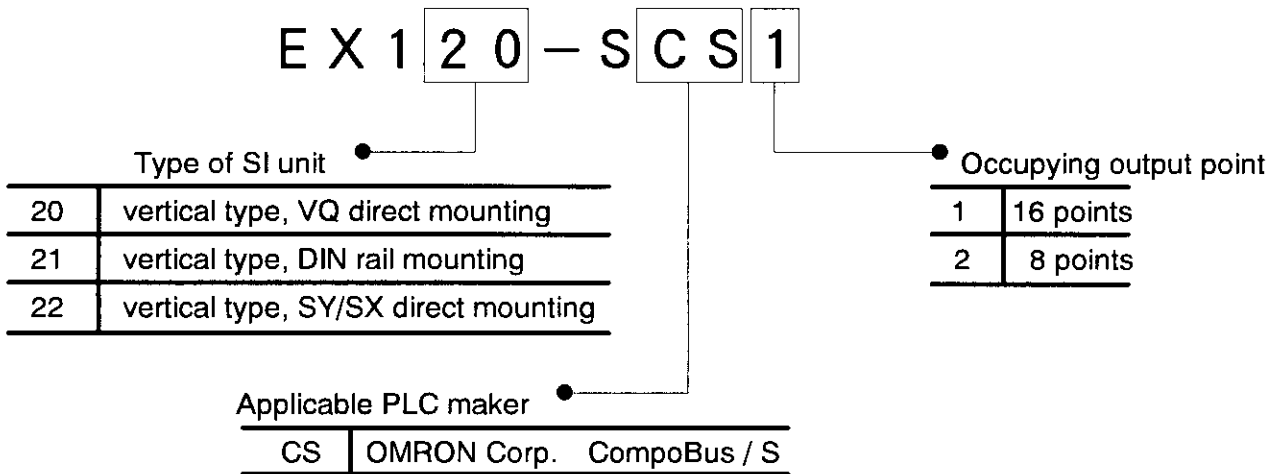 EX120-SCS1
Type of SI unit
20 vertical type, VQ direct mounting
21 vertical type, DIN rail mounting
22 vertical type, SY/SX direct mounting
Occupying output point
1 16 points
2 8 points
Applicable PLC maker
CS OMRON Corp. CompoBus / S